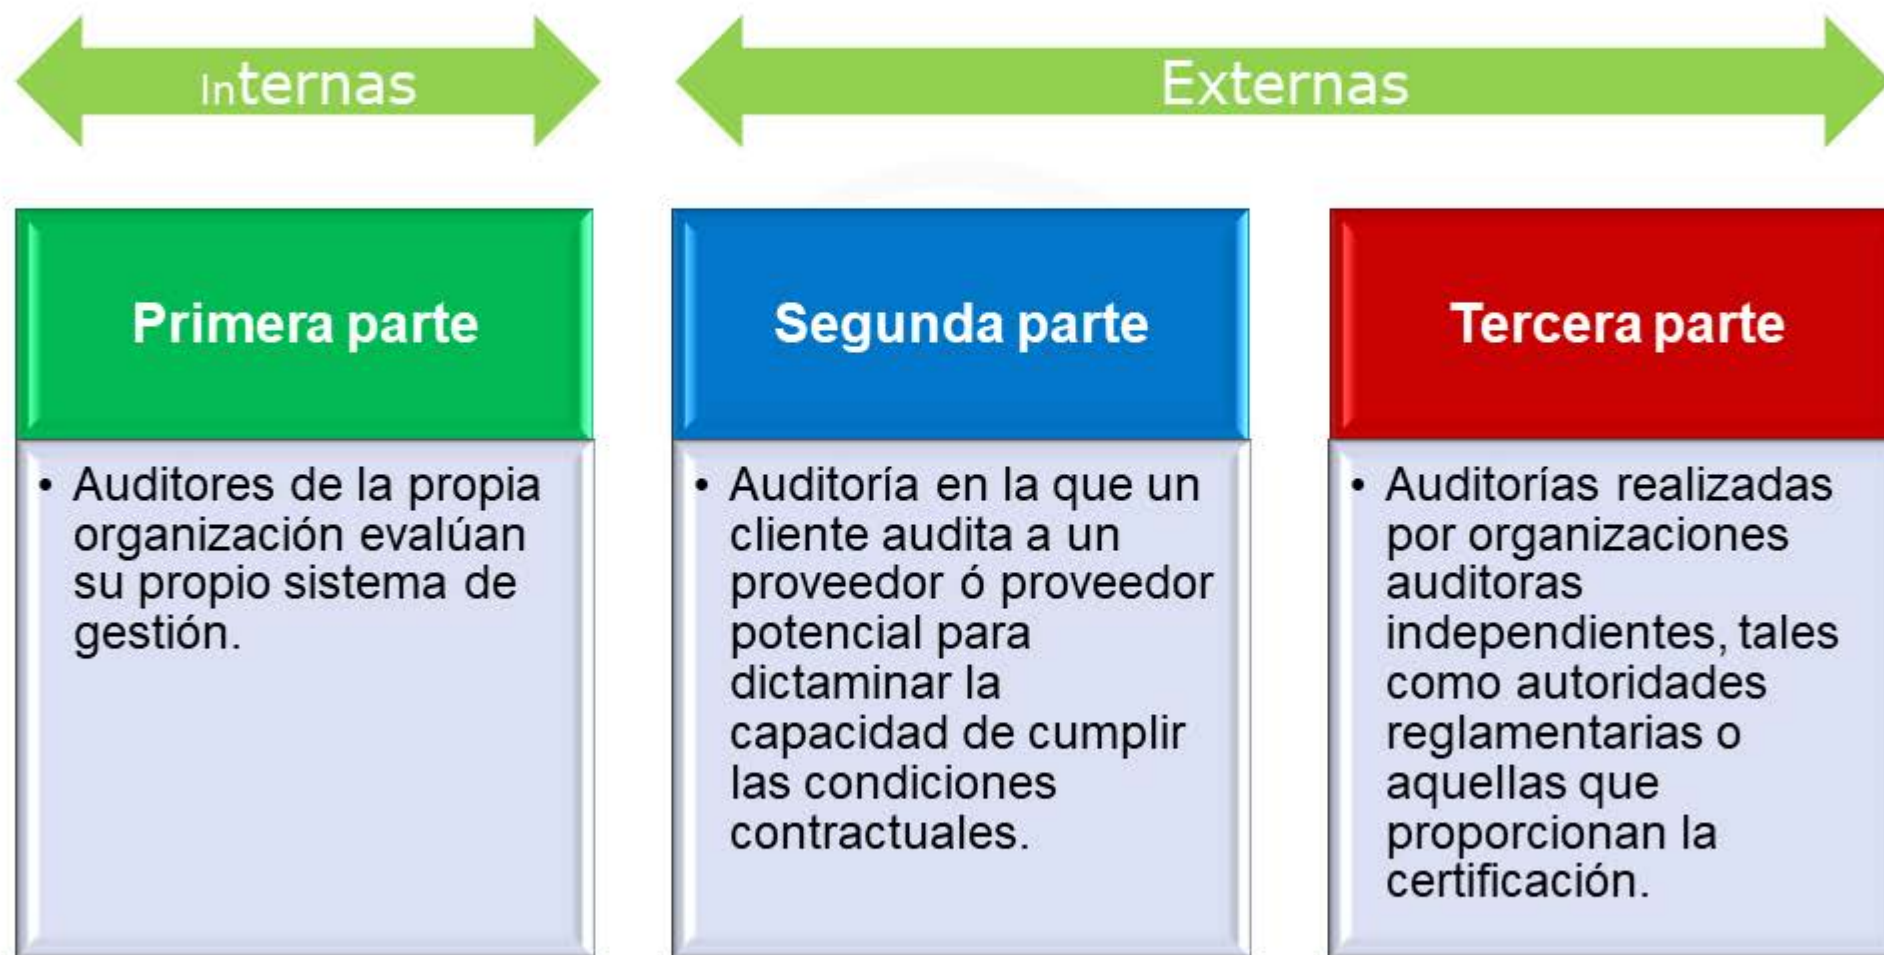 Internas
Externas
Primera parte
• Auditores de la propia
organización evalúan
su propio sistema de
gestión.
Segunda parte
• Auditoría en la que un
cliente audita a un
proveedor ó proveedor
potencial para
dictaminar la
capacidad de cumplir
las condiciones
contractuales.
Tercera parte
• Auditorías realizadas
por organizaciones
auditoras
independientes, tales
como autoridades
reglamentarias o
aquellas que
proporcionan la
certificación.